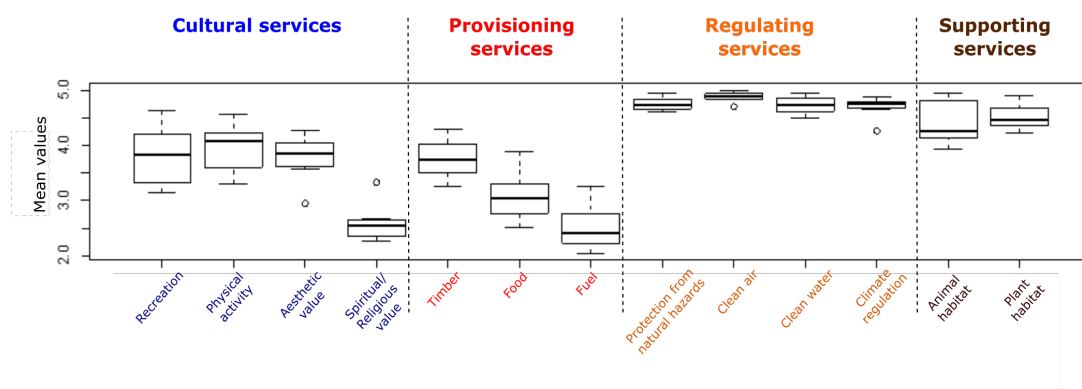 Cultural services
Provisioning
services
Regulating
services
Supporting
services
Mean values
5.0
4.0
3.0
2.0
Recreation
Physical
activity
Aesthetic
value
Spiritual/
Religious
value
Timber
Food
Fuel
Protection from
natural hazards
Clean air
Clean water
Climate
regulation
Animal
habitat
Plant
habitat